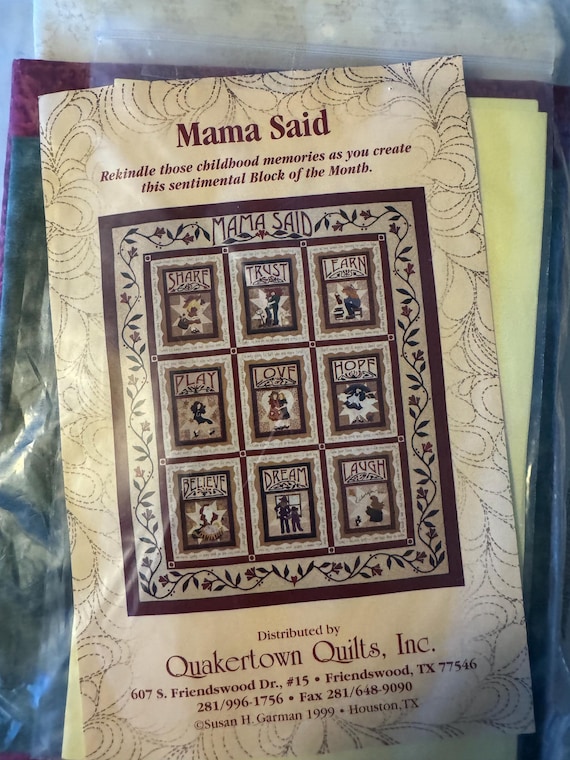 Mama Said
Rekindle those childhood memories as you create
this sentimental Block of the Month.
MAMA SAID
SHARE TRUST LEARN
PLAY LOVE HOPE
BELIEVE DREAM LAUGH
Distributed by
Quakertown Quilts, Inc.
607 S. Friendswood Dr., #15 • Friendswood, TX 77546
281/996-1756 • Fax 281/648-9090
©Susan H. Garman 1999 • Houston, TX